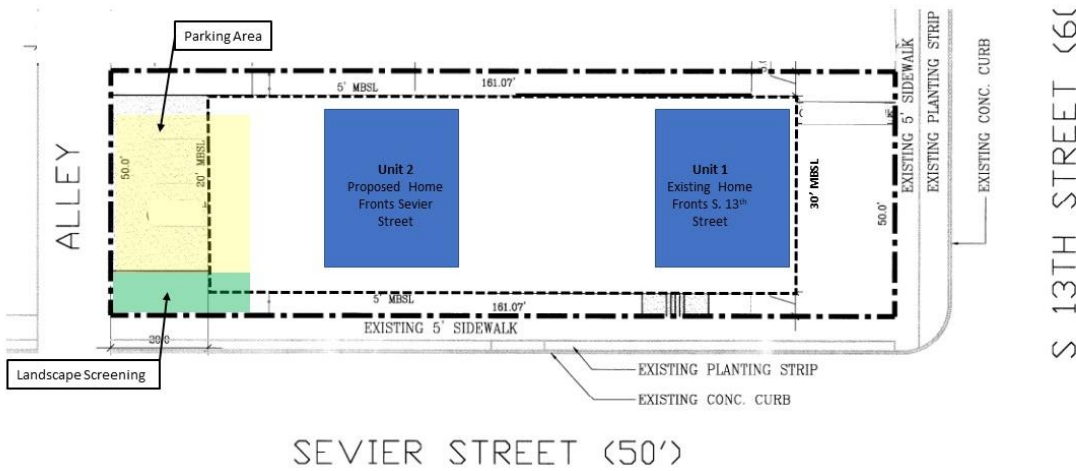 Parking Area
5' MBSL
161.07'
ALLEY
50.0'
20' MBSL
Unit 2
Proposed Home
Fronts Sevier
Street
Unit 1
Existing Home
Fronts S. 13th
Street
30' MBSL
50.0'
EXISTING 5' SIDEWALK
EXISTING PLANTING STRIP
EXISTING CONC. CURB
S 13TH STREET (60
5' MBSL
161.07'
EXISTING 5' SIDEWALK
20.0
Landscape Screening
EXISTING PLANTING STRIP
EXISTING CONC. CURB
SEVIER STREET (50')